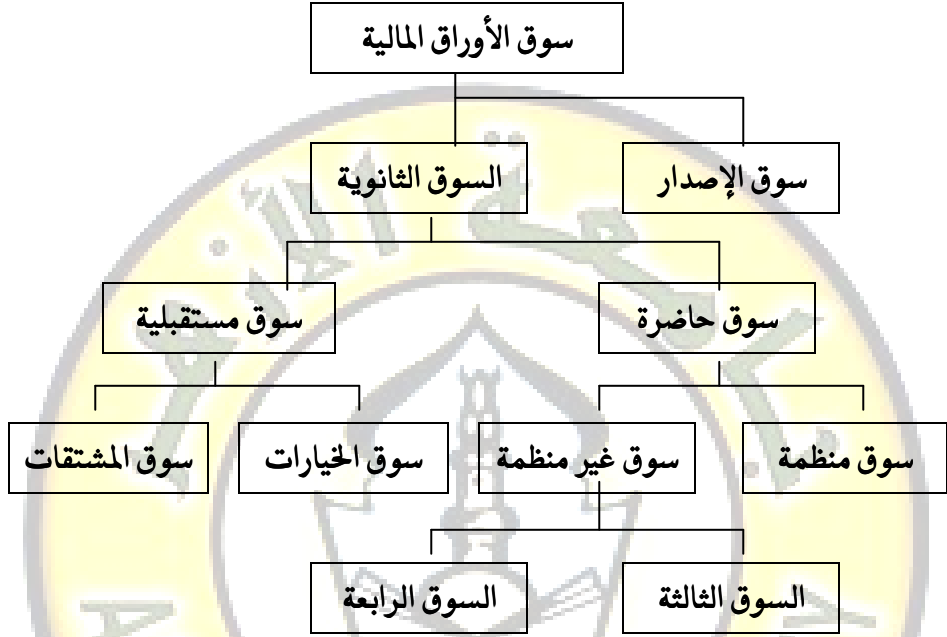 سوق الأوراق المالية
سوق الإصدار
السوق الثانوية
سوق حاضرة
سوق مستقبلية
سوق منظمة
سوق غير منظمة
سوق الخيارات
سوق المشتقات
السوق الثالثة
السوق الرابعة